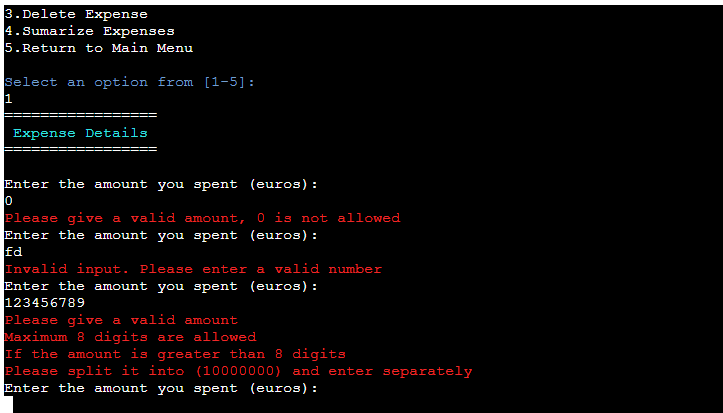 3.Delete Expense
4.Sumarize Expenses
5.Return to Main Menu
Select an option from [1-5]:
1
=================
Expense Details
=================
Enter the amount you spent (euros):
0
Please give a valid amount, 0 is not allowed
Enter the amount you spent (euros):
fd
Invalid input. Please enter a valid number
Enter the amount you spent (euros):
123456789
Please give a valid amount
Maximum 8 digits are allowed
If the amount is greater than 8 digits
Please split it into (10000000) and enter separately
Enter the amount you spent (euros):